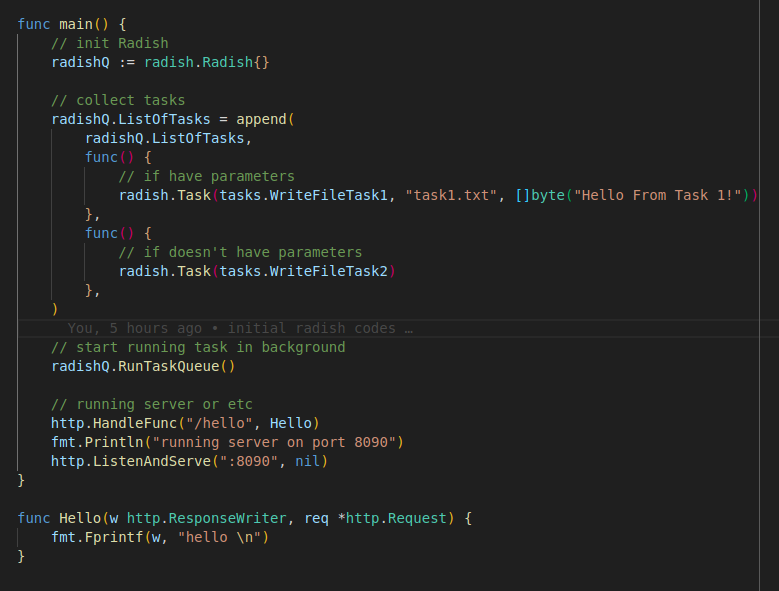 func main() {
    // init Radish
    radishQ := radish.Radish{}

    // collect tasks
    radishQ.ListOfTasks = append(
        radishQ.ListOfTasks,
        func() {
            // if have parameters
            radish.Task(tasks.WriteFileTask1, "task1.txt", []byte("Hello From Task 1!"))
        },
        func() {
            // if doesn't have parameters
            radish.Task(tasks.WriteFileTask2)
        },
    )
      You, 5 hours ago • initial radish codes …
    // start running task in background
    radishQ.RunTaskQueue()

    // running server or etc
    http.HandleFunc("/hello", Hello)
    fmt.Println("running server on port 8090")
    http.ListenAndServe(":8090", nil)
}

func Hello(w http.ResponseWriter, req *http.Request) {
    fmt.Fprintf(w, "hello \n")
}